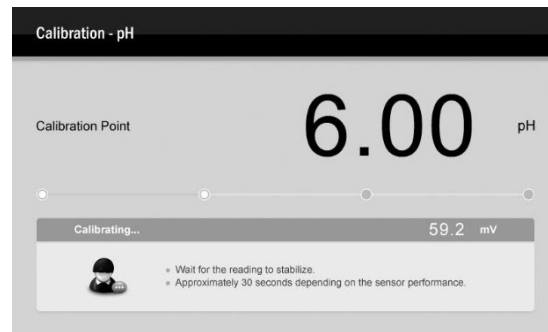 Calibration - pH
Calibration Point 6.00 pH
Calibrating... 59.2 mV
Wait for the reading to stabilize.
Approximately 30 seconds depending on the sensor performance.